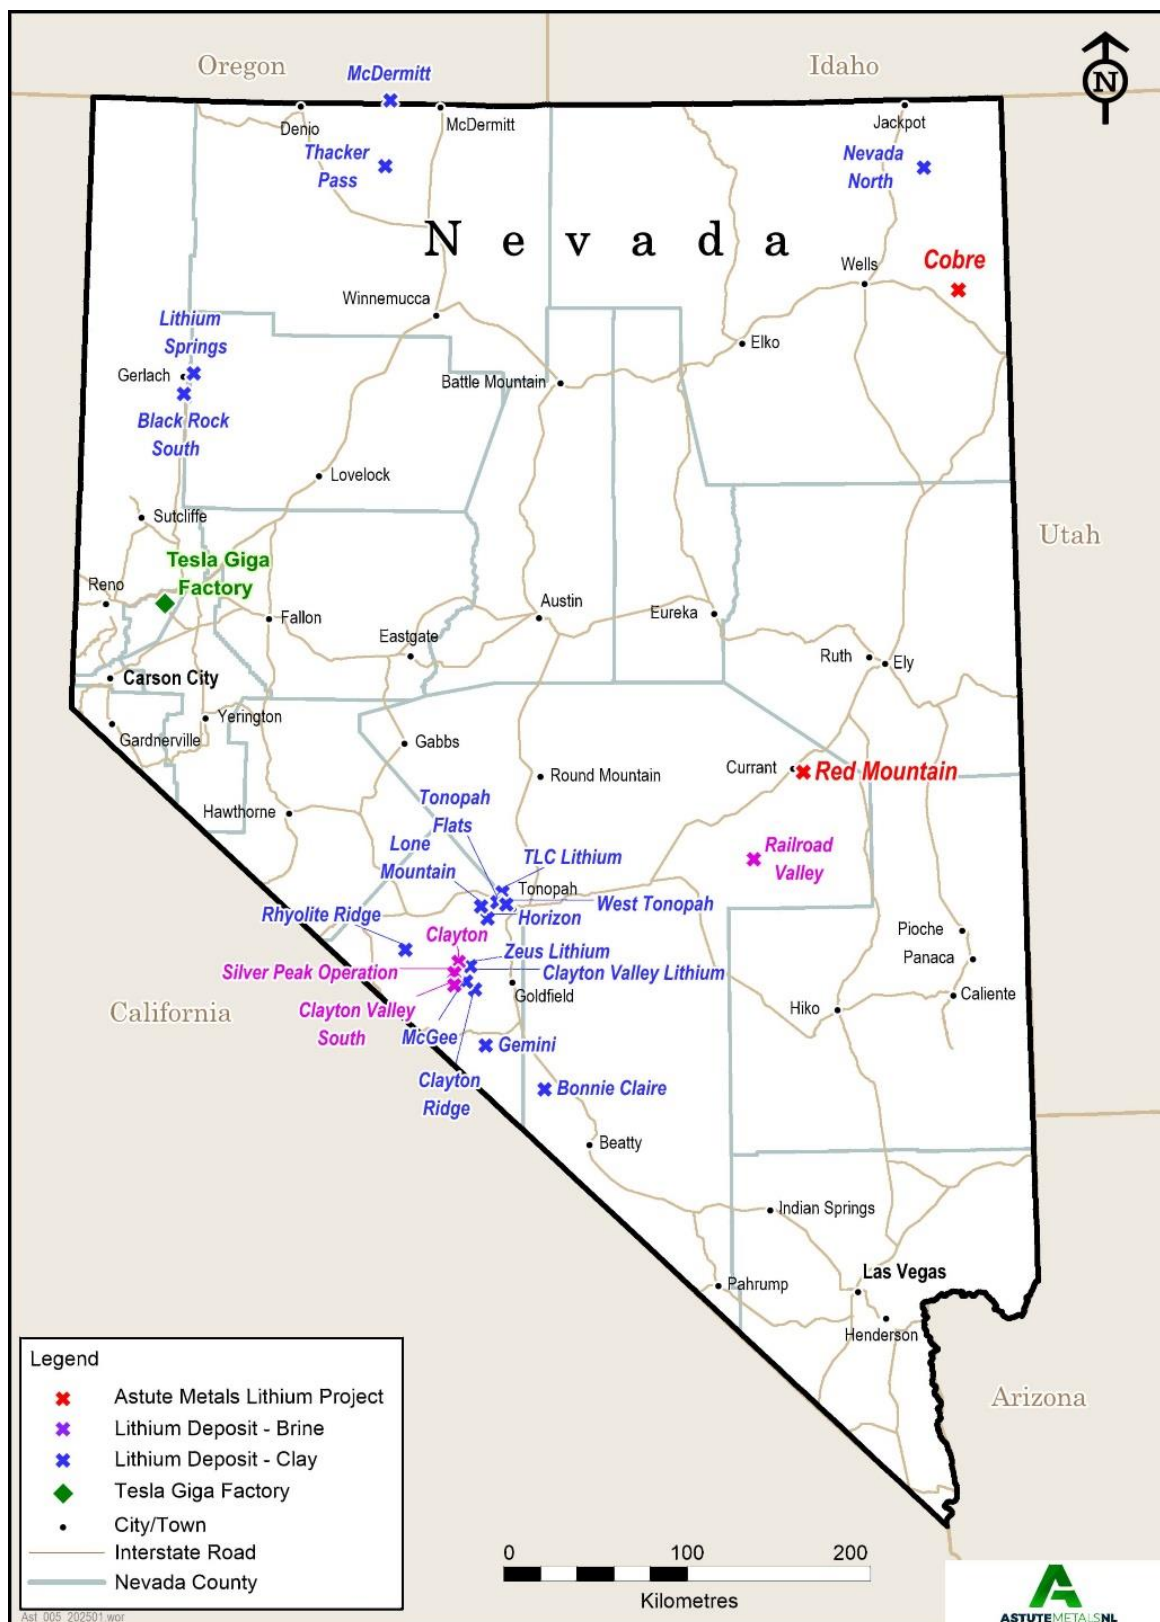 Oregon
McDermitt
Idaho
N
Denio
McDermitt
Jackpot
Thacker
Pass
Nevada
North
Nevada
Wells
Cobre
Winnemucca
Lithium
Springs
Elko
Gerlach
Battle Mountain
Black Rock
South
Lovelock
Sutcliffe
Utah
Tesla Giga
Factory
Reno
Fallon
Austin
Eureka
Eastgate
Ruth
Ely
Carson City
Yerington
Gardnerville
Gabbs
Currant
Red Mountain
Round Mountain
Hawthorne
Tonopah
Flats
Lone
Mountain
TLC Lithium
Railroad
Valley
Tonopah
West Tonopah
Rhyolite Ridge
Horizon
Clayton
Pioche
Zeus Lithium
Panaca
Silver Peak Operation
Clayton Valley Lithium
Goldfield
Caliente
California
Clayton Valley
South
Hiko
McGee
Gemini
Clayton
Ridge
Bonnie Claire
Beatty
Indian Springs
Las Vegas
Pahrump
Henderson
Arizona
Legend
Astute Metals Lithium Project
Lithium Deposit - Brine
Lithium Deposit - Clay
Tesla Giga Factory
City/Town
Interstate Road
Nevada County
0 100 200
Kilometres
ASTUTEMETALSNL
Ast_005_202501.wor